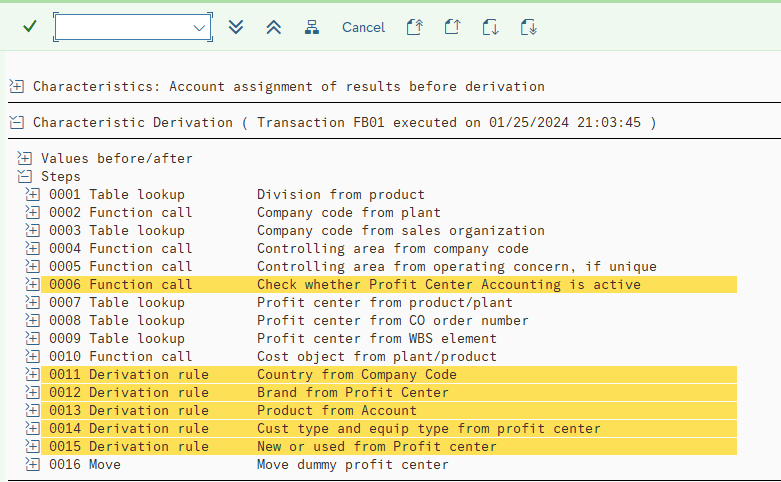 Cancel
Characteristics: Account assignment of results before derivation
Characteristic Derivation ( Transaction FB01 executed on 01/25/2024 21:03:45 )
Values before/after
Steps
0001 Table lookup Division from product
0002 Function call Company code from plant
0003 Table lookup Company code from sales organization
0004 Function call Controlling area from company code
0005 Function call Controlling area from operating concern, if unique
0006 Function call Check whether Profit Center Accounting is active
0007 Table lookup Profit center from product/plant
0008 Table lookup Profit center from CO order number
0009 Table lookup Profit center from WBS element
0010 Function call Cost object from plant/product
0011 Derivation rule Country from Company Code
0012 Derivation rule Brand from Profit Center
0013 Derivation rule Product from Account
0014 Derivation rule Cust type and equip type from profit center
0015 Derivation rule New or used from Profit center
0016 Move Move dummy profit center